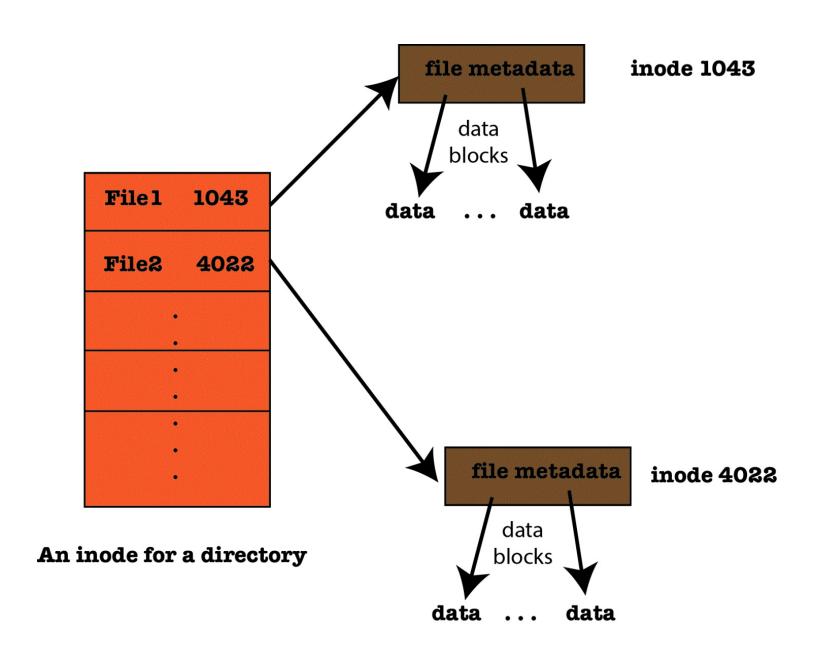 file metadata inode 1043
data
blocks
data ... data
File1 1043
File2 4022
file metadata inode 4022
data
blocks
data ... data
An inode for a directory